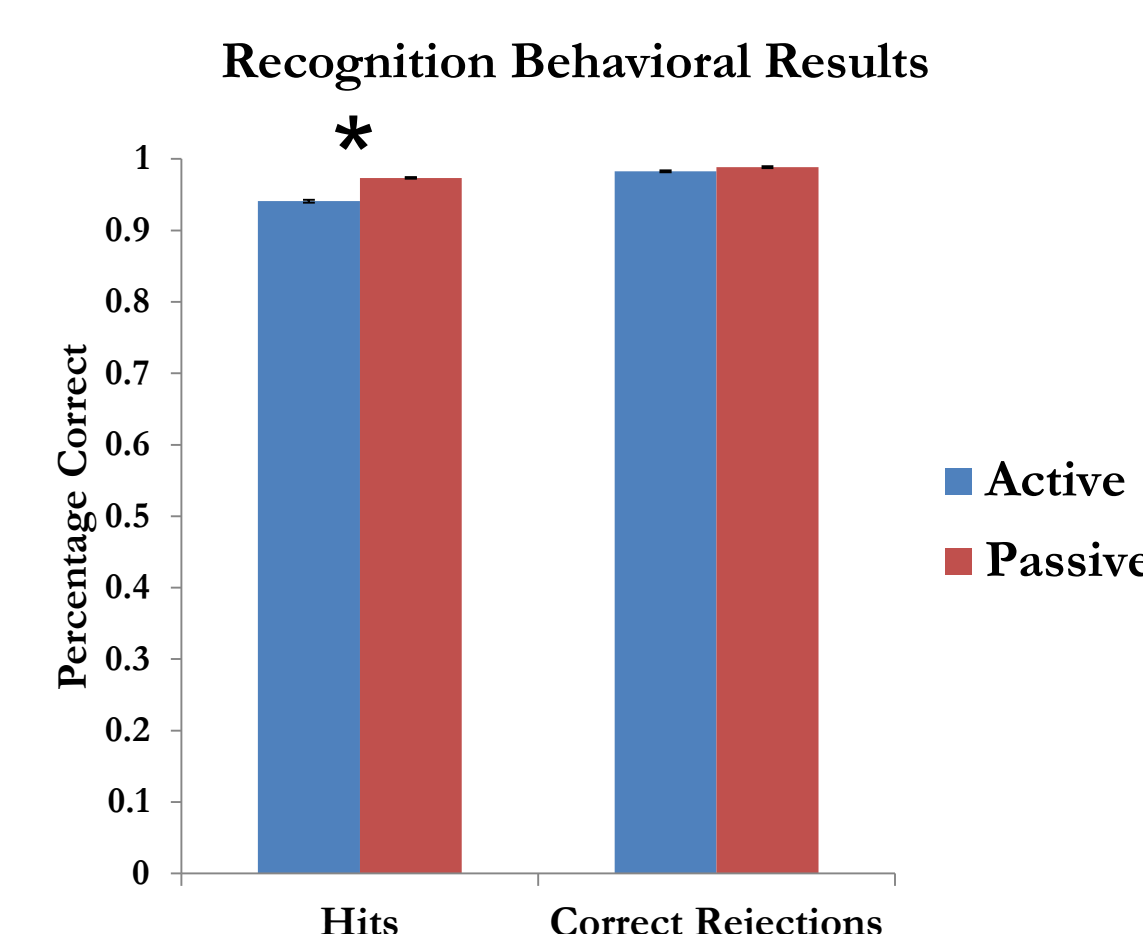 Recognition Behavioral Results
*
1
0.9
0.8
0.7
0.6
0.5
0.4
0.3
0.2
0.1
0
Percentage Correct
Hits
Correct Rejections
Active
Passive